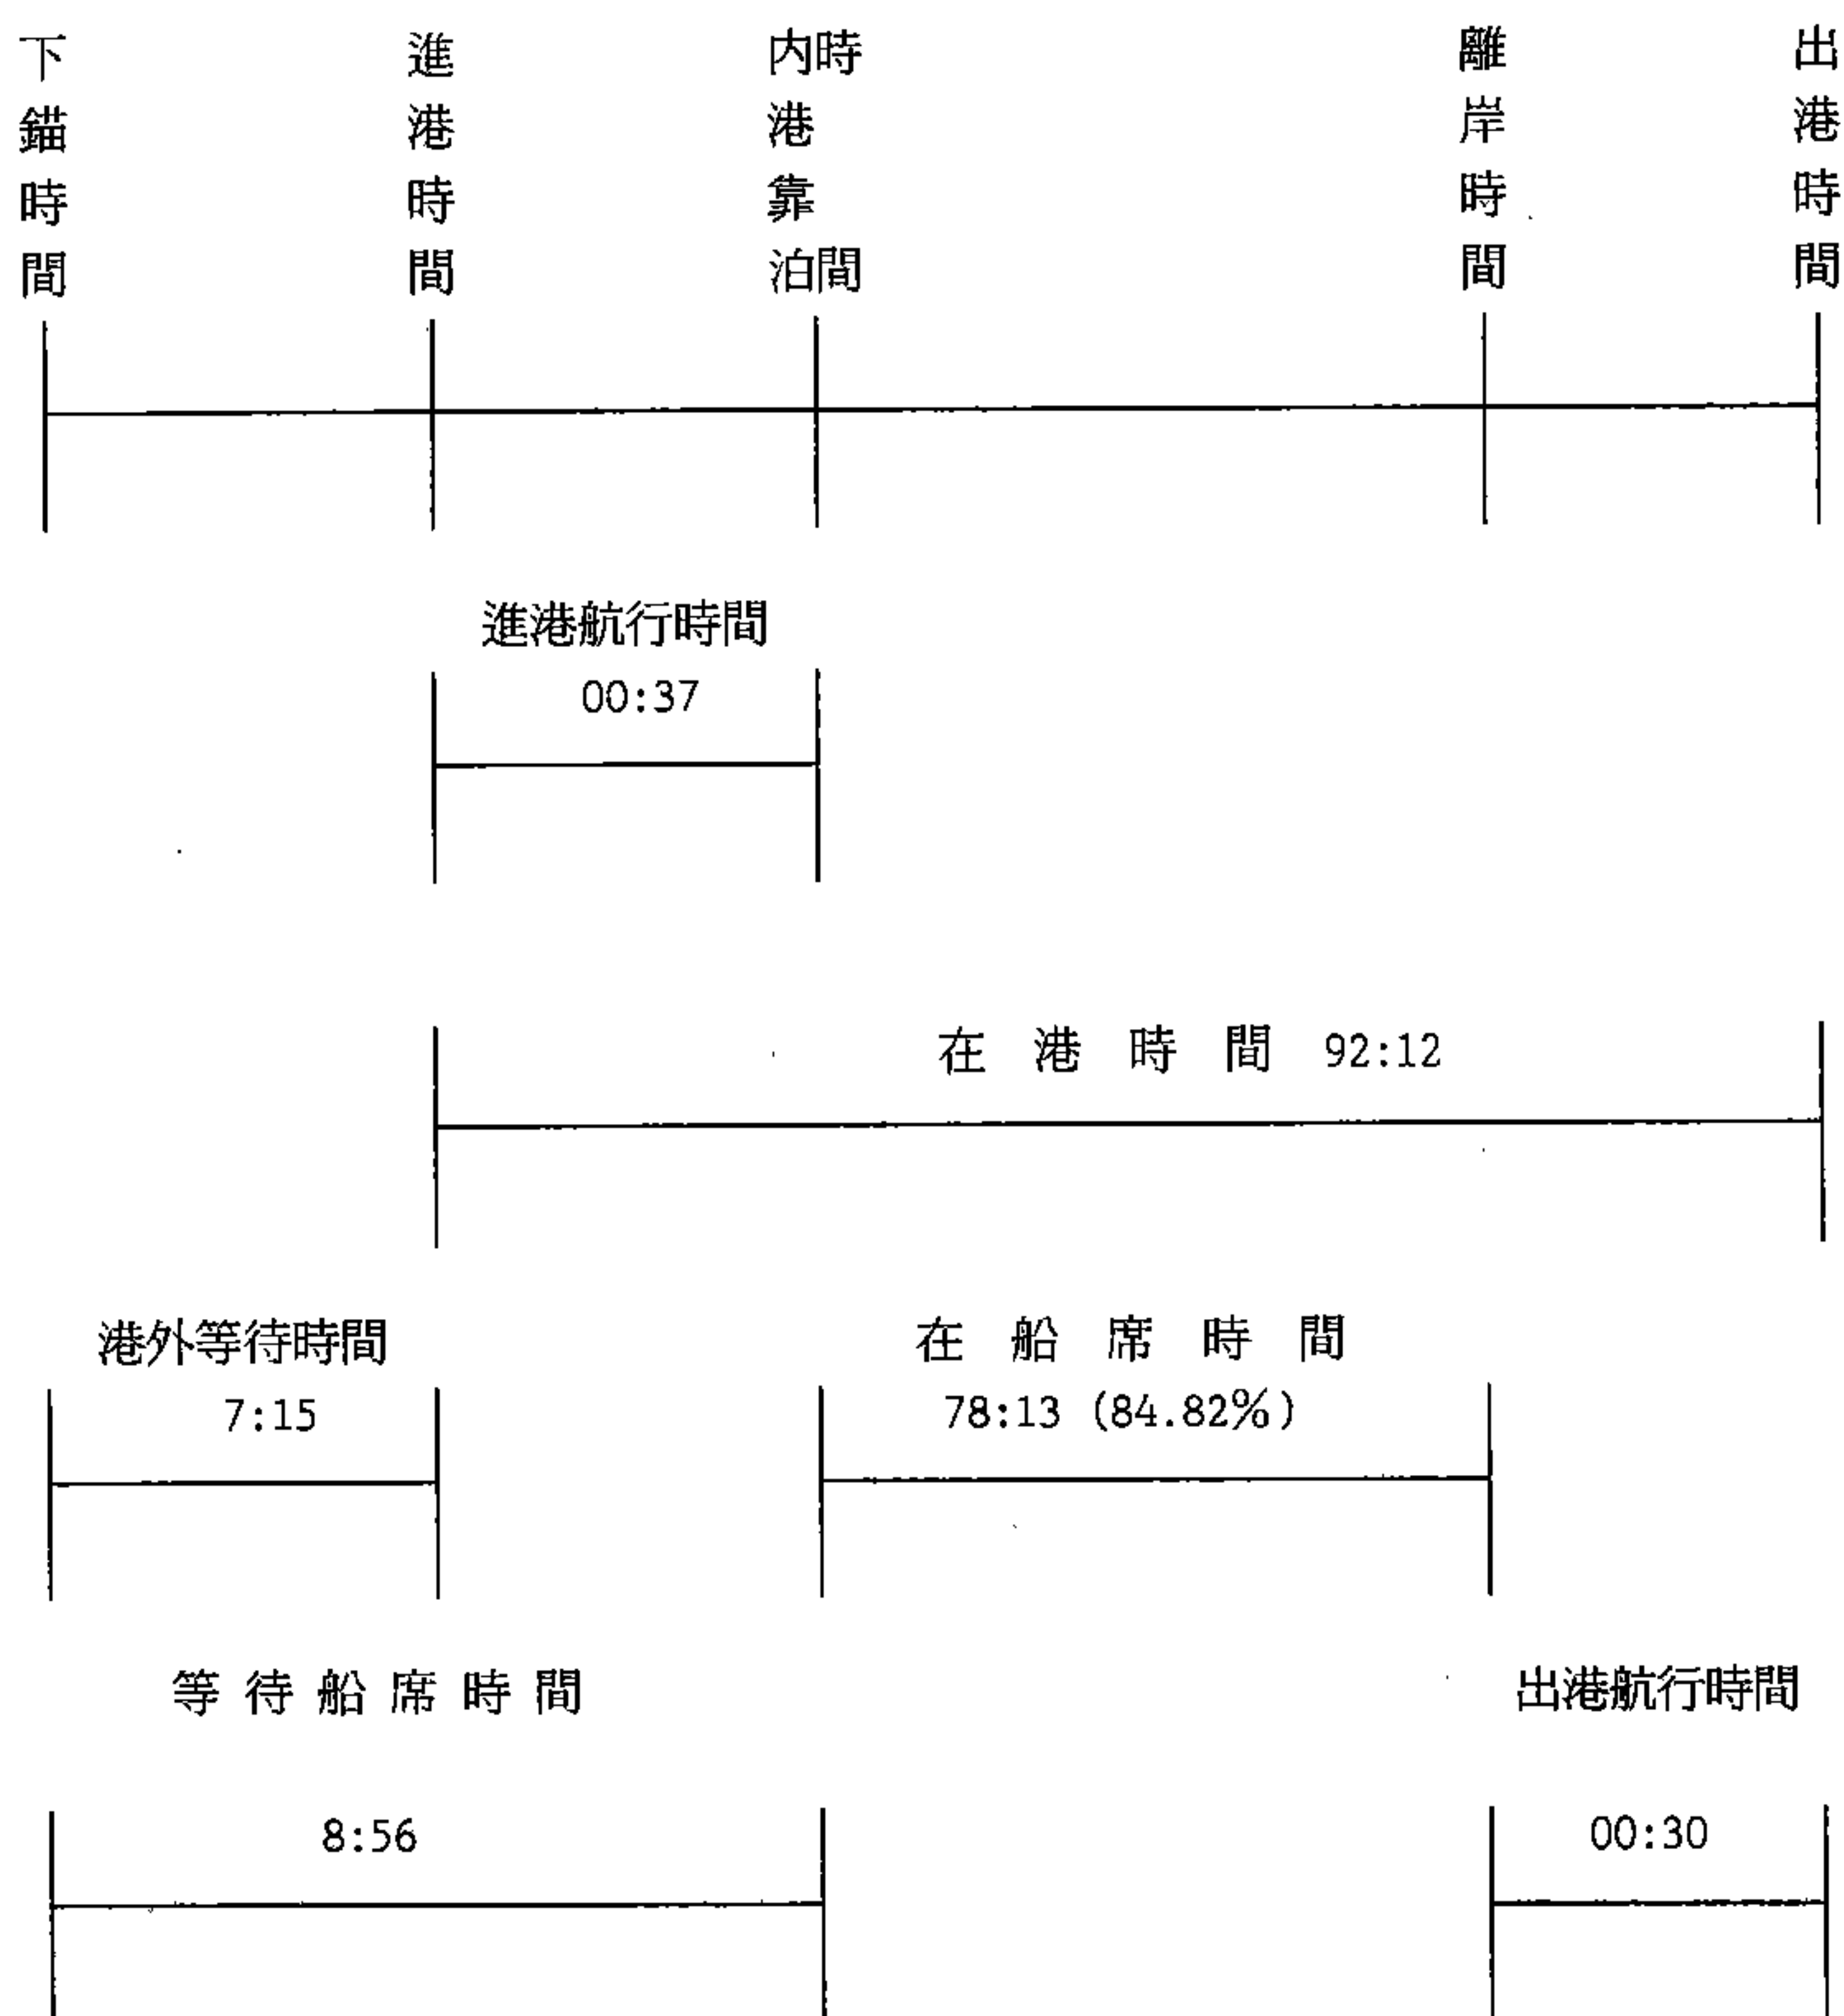 下錨時間
進港時間
內港靠泊時間
離岸時間
出港時間
進港航行時間
00:37
在港時間 92:12
港外等待時間
7:15
在船席時間
78:13 (84.82%)
等待船席時間
8:56
出港航行時間
00:30